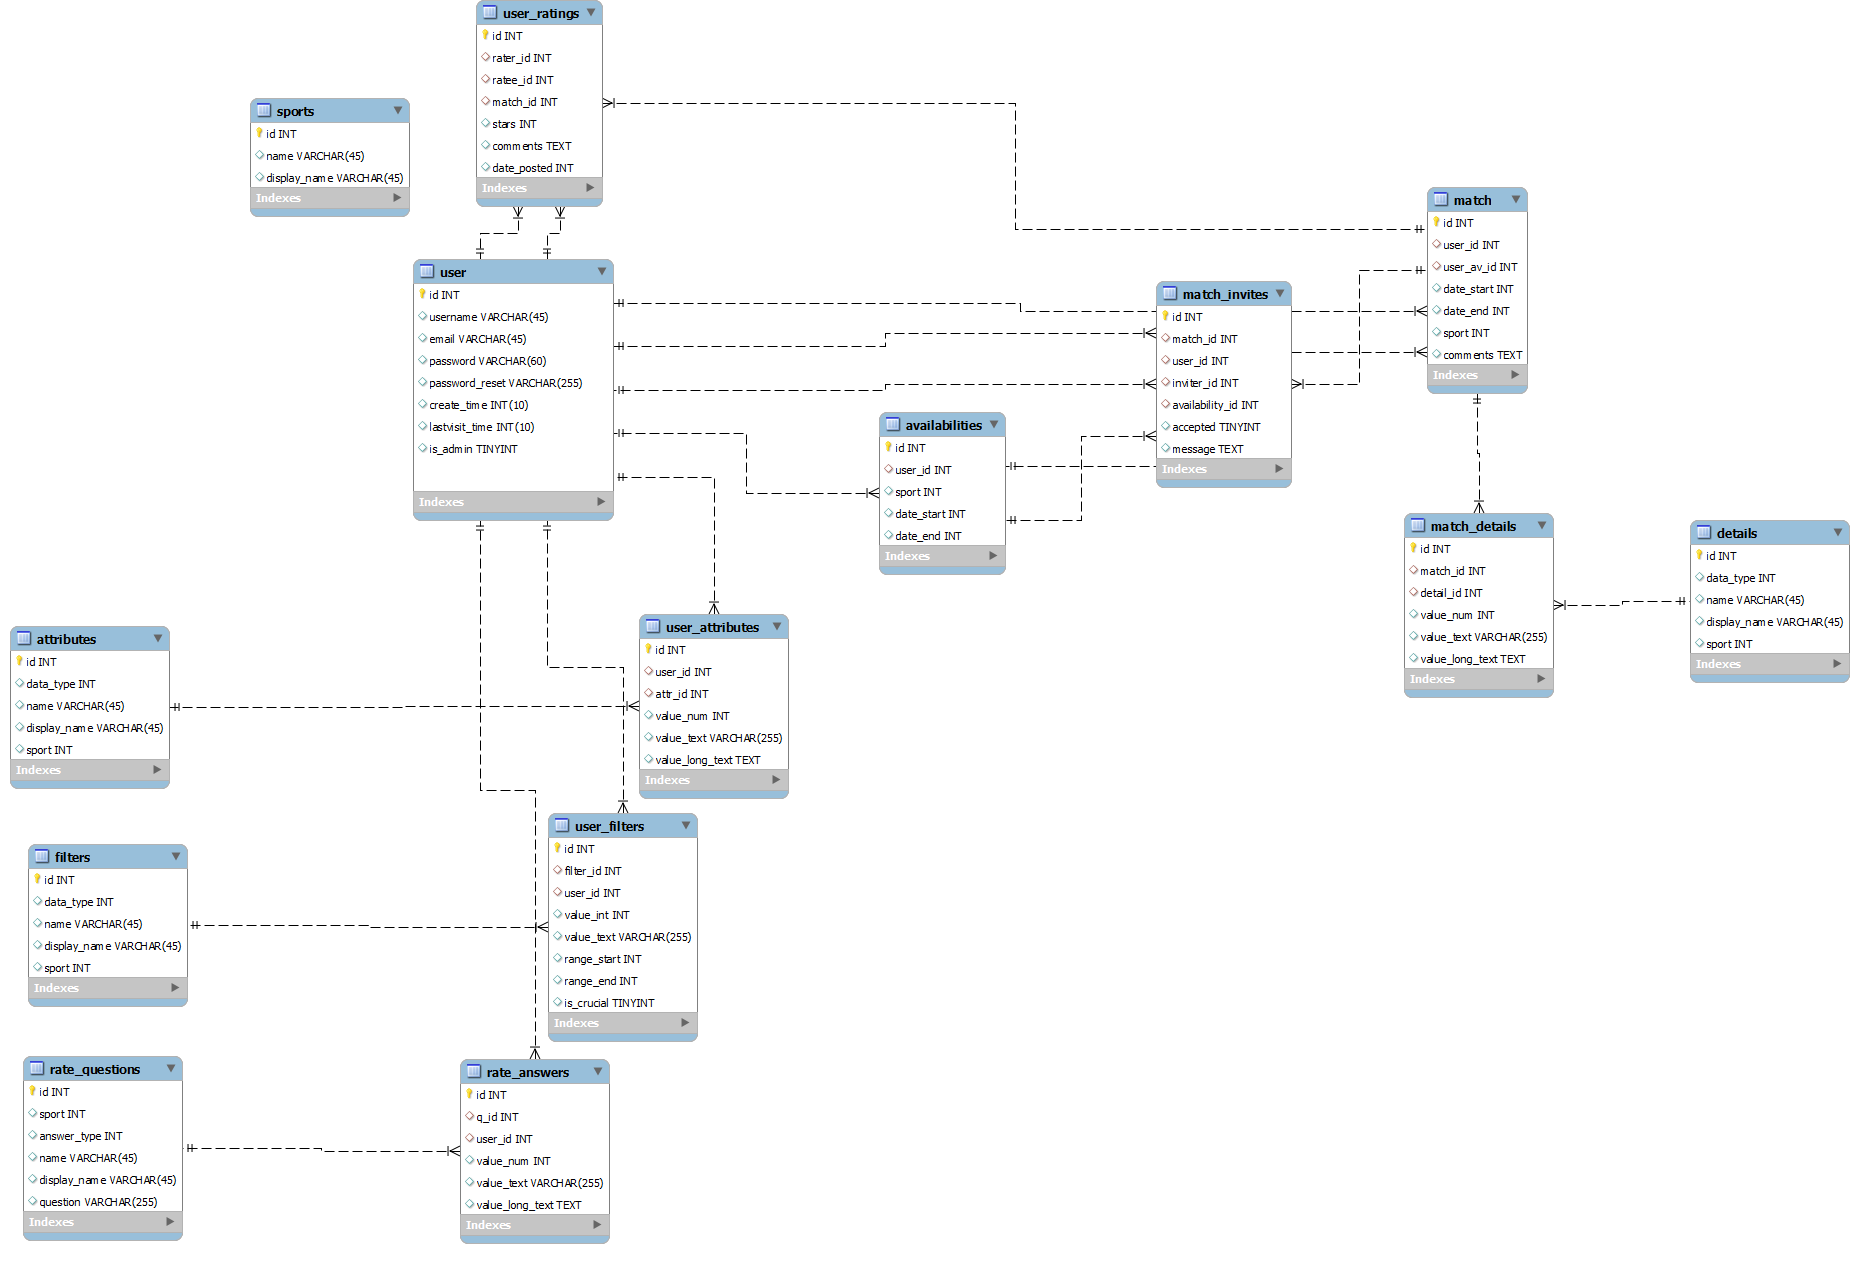 user_ratings
id INT
rater_id INT
ratee_id INT
match_id INT
stars INT
comments TEXT
date_posted INT
Indexes
sports
id INT
name VARCHAR(45)
display_name VARCHAR(45)
Indexes
match
id INT
user_id INT
user_av_id INT
date_start INT
date_end INT
sport INT
comments TEXT
Indexes
user
id INT
username VARCHAR(45)
email VARCHAR(45)
password VARCHAR(60)
password_reset VARCHAR(255)
create_time INT(10)
lastvisit_time INT(10)
is_admin TINYINT
Indexes
match_invites
id INT
match_id INT
user_id INT
inviter_id INT
availability_id INT
accepted TINYINT
message TEXT
Indexes
availabilities
id INT
user_id INT
sport INT
date_start INT
date_end INT
Indexes
match_details
id INT
match_id INT
detail_id INT
value_num INT
value_text VARCHAR(255)
value_long_text TEXT
Indexes
details
id INT
data_type INT
name VARCHAR(45)
display_name VARCHAR(45)
sport INT
Indexes
attributes
id INT
data_type INT
name VARCHAR(45)
display_name VARCHAR(45)
sport INT
Indexes
user_attributes
id INT
user_id INT
attr_id INT
value_num INT
value_text VARCHAR(255)
value_long_text TEXT
Indexes
filters
id INT
data_type INT
name VARCHAR(45)
display_name VARCHAR(45)
sport INT
Indexes
user_filters
id INT
filter_id INT
user_id INT
value_int INT
value_text VARCHAR(255)
range_start INT
range_end INT
is_crucial TINYINT
Indexes
rate_questions
id INT
sport INT
answer_type INT
name VARCHAR(45)
display_name VARCHAR(45)
question VARCHAR(255)
Indexes
rate_answers
id INT
q_id INT
user_id INT
value_num INT
value_text VARCHAR(255)
value_long_text TEXT
Indexes